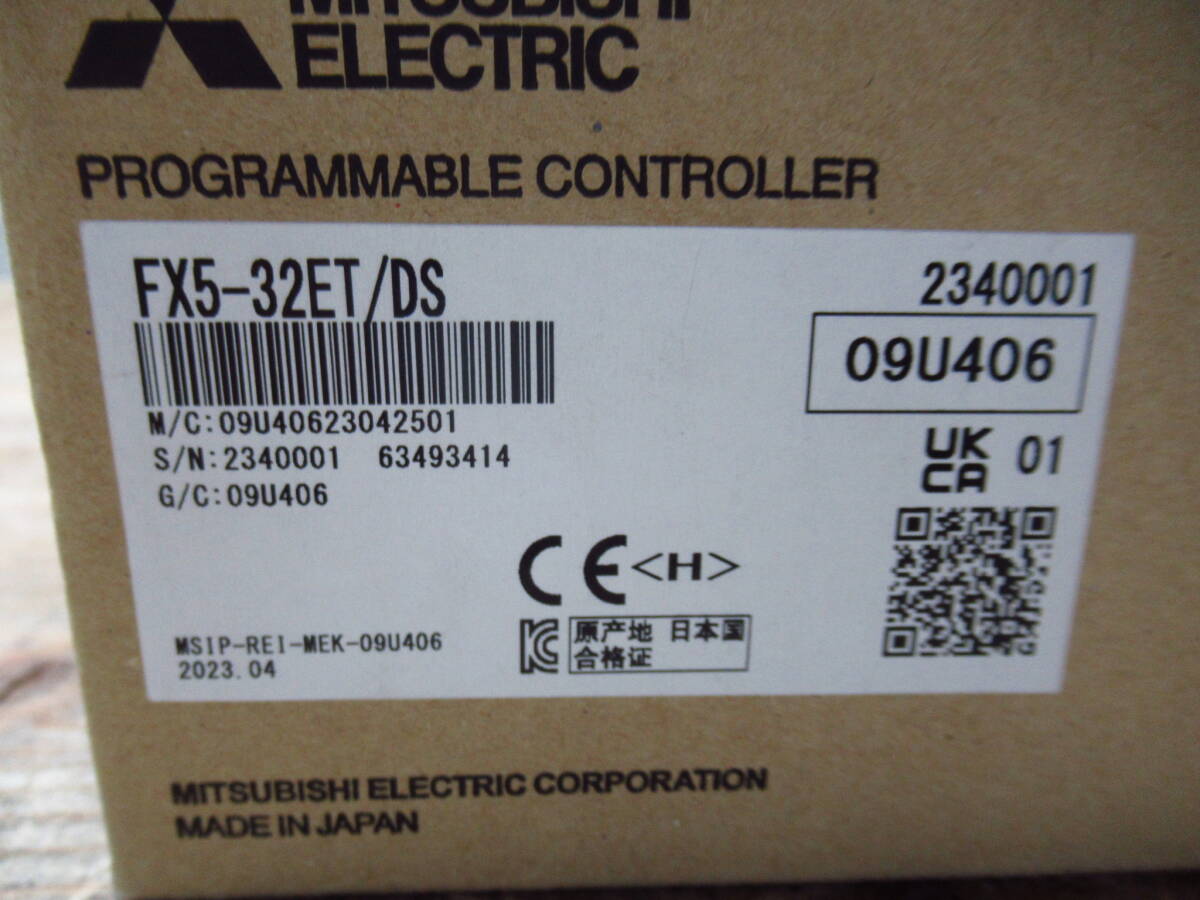 MITSUBISHI
ELECTRIC
PROGRAMMABLE CONTROLLER
FX5-32ET/DS
2340001
09U406
M/C:09U40623042501
S/N:2340001 63493414
G/C:09U406
UK
CA 01
CE <H>
MSIP-REI-MEK-09U406
2023.04
原产地 日本国
合格证
MITSUBISHI ELECTRIC CORPORATION
MADE IN JAPAN